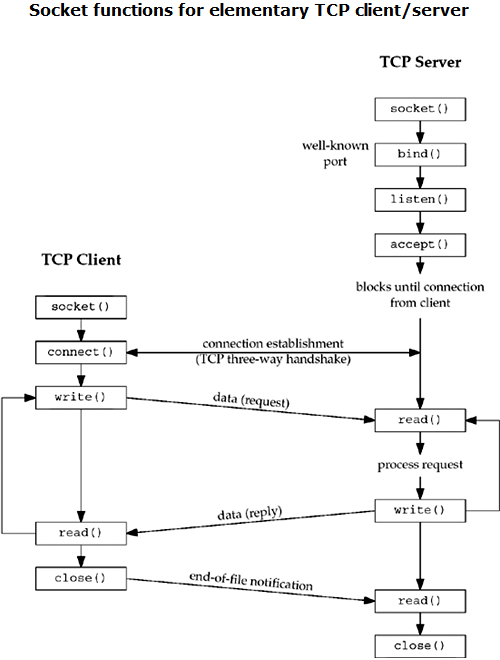 Socket functions for elementary TCP client/server
TCP Server
socket()
well-known
port
bind()
listen()
accept()
TCP Client
blocks until connection
from client
socket()
connection establishment
(TCP three-way handshake)
connect()
write()
data (request)
read()
process request
data (reply)
write()
read()
close()
end-of-file notification
read()
close()